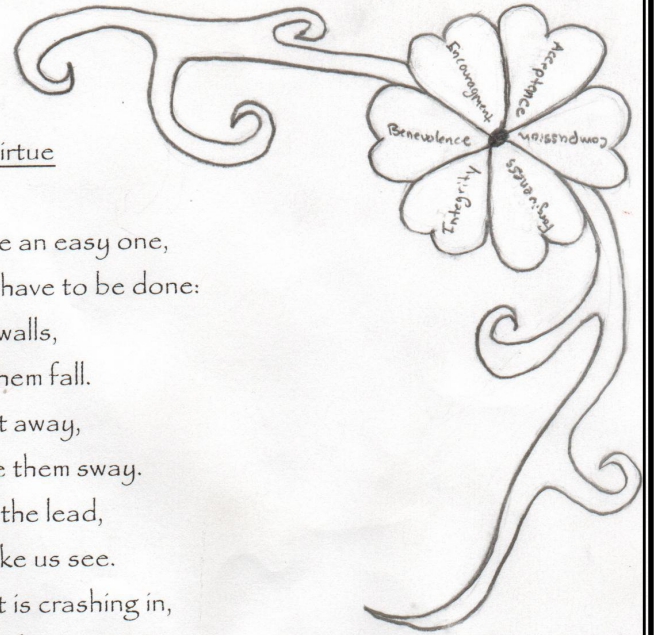 Encouragment
Acceptance
Benevolence
Compassion
Integrity
Forgiveness
irtue
e an easy one,
have to be done:
walls,
hem fall.
t away,
e them sway.
the lead,
ke us see.
t is crashing in,